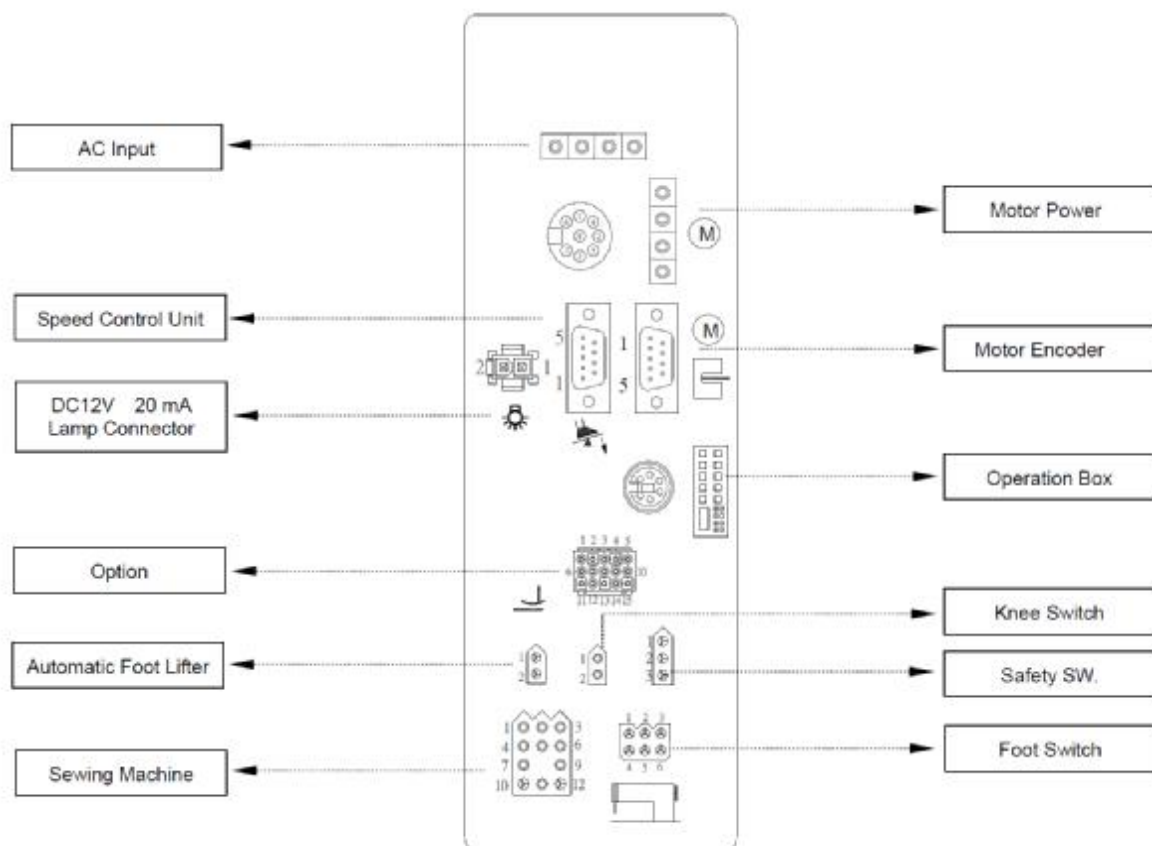 AC Input
Motor Power
M
Speed Control Unit
5
1
M
1
5
Motor Encoder
2
1
DC12V 20 mA
Lamp Connector
Operation Box
1 2 3 4 5
6
10
11 12 13 14 15
Option
Knee Switch
Automatic Foot Lifter
1
2
1
2
1
2
3
Safety SW.
Sewing Machine
1
3
4
6
7
9
10
12
1 2 3
4 5 6
Foot Switch